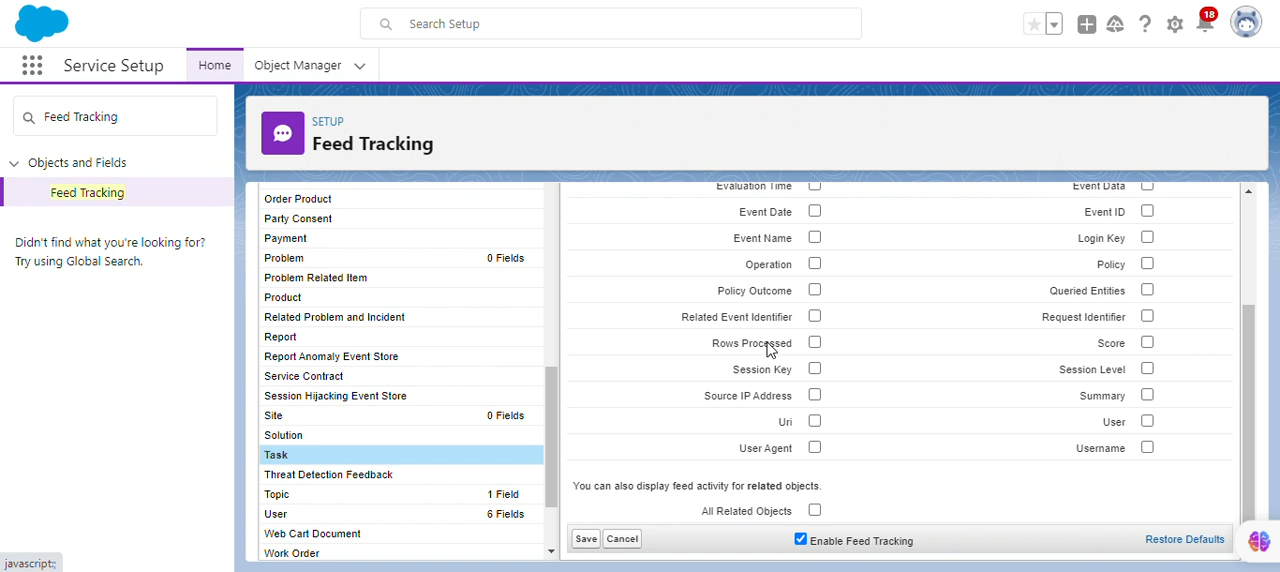 Search Setup
18
Service Setup
Home
Object Manager
Feed Tracking
Objects and Fields
Feed Tracking
Didn't find what you're looking for?
Try using Global Search.
SETUP
Feed Tracking
Order Product
Party Consent
Payment
Problem 0 Fields
Problem Related Item
Product
Related Problem and Incident
Report
Report Anomaly Event Store
Service Contract
Session Hijacking Event Store
Site 0 Fields
Solution
Task
Threat Detection Feedback
Topic 1 Field
User 6 Fields
Web Cart Document
Work Order
Evaluation Time Event Data
Event Date Event ID
Event Name Login Key
Operation Policy
Policy Outcome Queried Entities
Related Event Identifier Request Identifier
Rows Processed Score
Session Key Session Level
Source IP Address Summary
Uri User
User Agent Username
You can also display feed activity for related objects.
All Related Objects
Save Cancel Enable Feed Tracking Restore Defaults
javascript:;